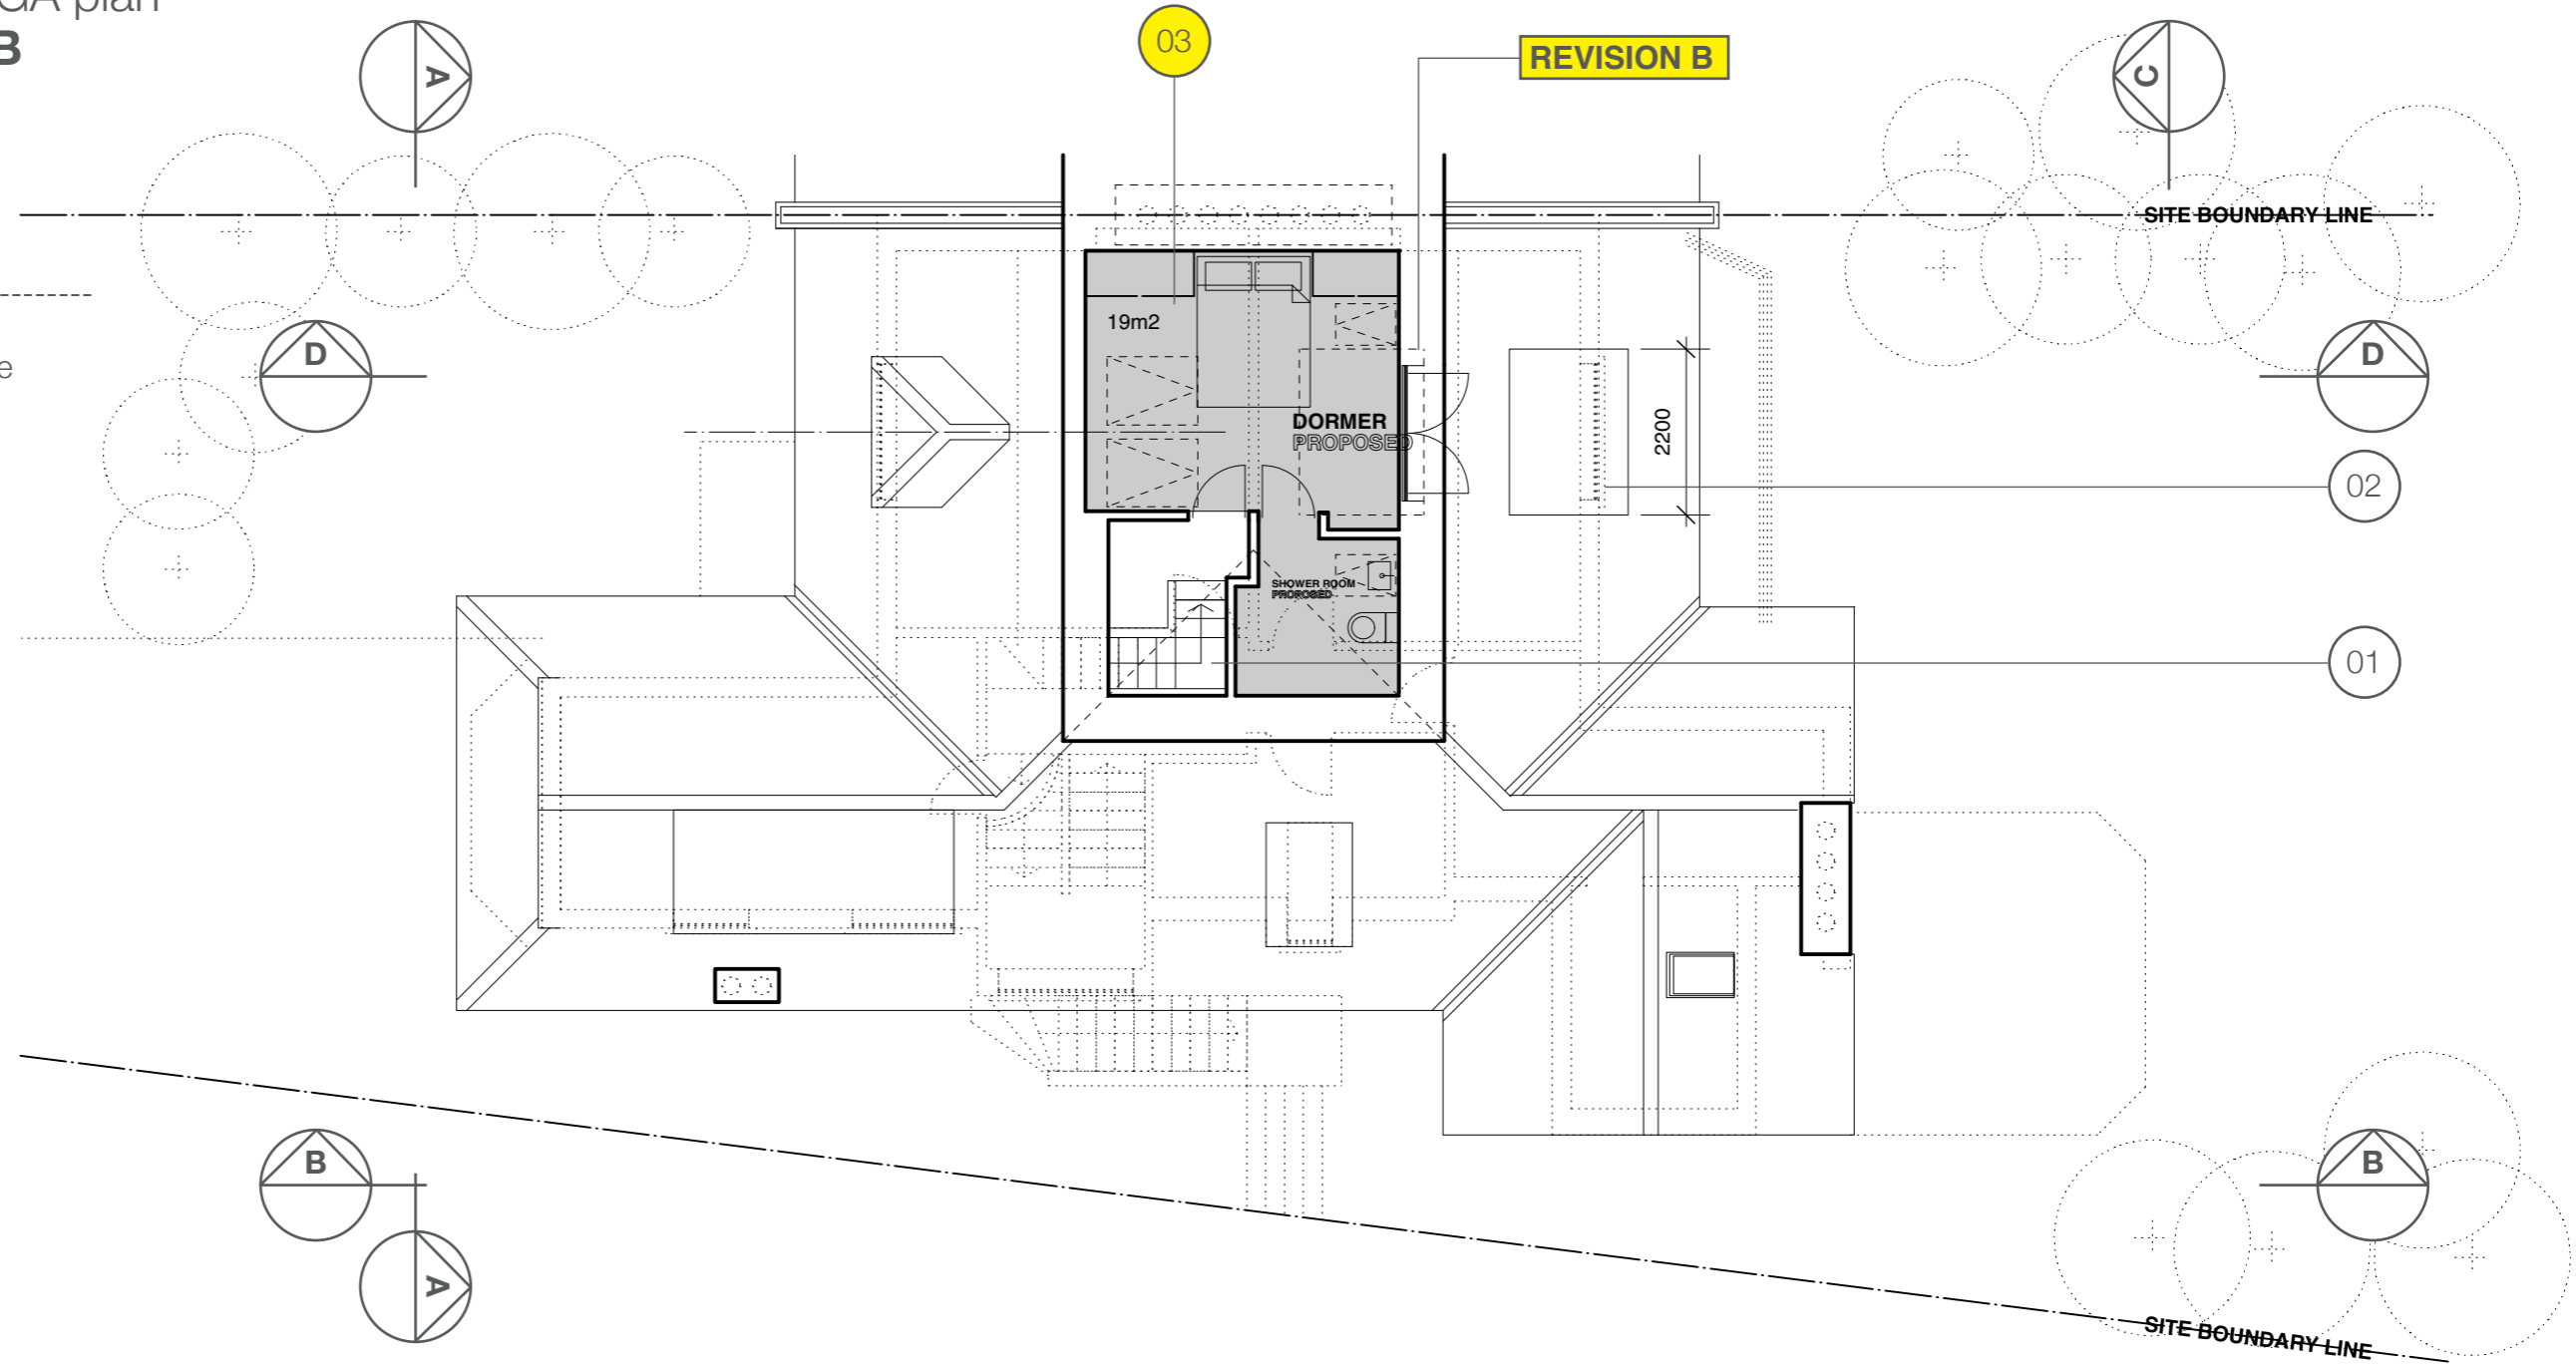 GA plan
B
A
03
REVISION B
C
SITE BOUNDARY LINE
19m2
D
D
e
DORMER
PROPOSED
2200
02
SHOWER ROOM
PROPOSED
01
B
B
A
SITE BOUNDARY LINE